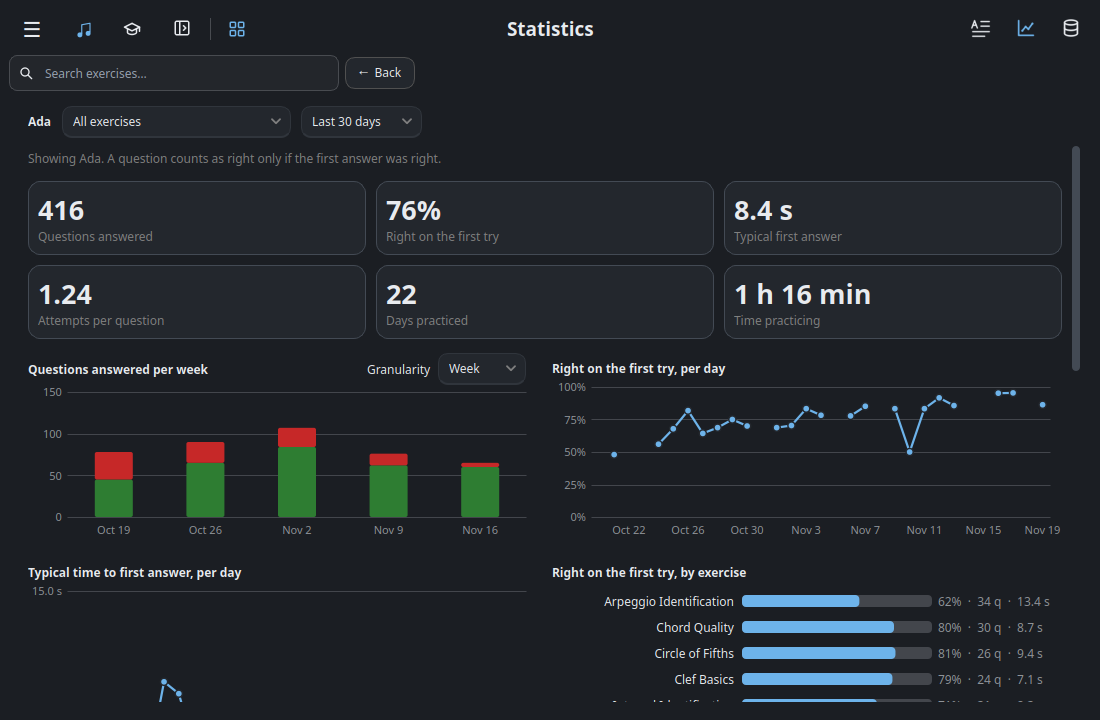 Statistics
Search exercises...
← Back
Ada
All exercises
Last 30 days
Showing Ada. A question counts as right only if the first answer was right.
416
Questions answered
76%
Right on the first try
8.4 s
Typical first answer
1.24
Attempts per question
22
Days practiced
1 h 16 min
Time practicing
Questions answered per week
Granularity
Week
150
100
50
0
Oct 19
Oct 26
Nov 2
Nov 9
Nov 16
Right on the first try, per day
100%
75%
50%
25%
0%
Oct 22
Oct 26
Oct 30
Nov 3
Nov 7
Nov 11
Nov 15
Nov 19
Typical time to first answer, per day
15.0 s
Right on the first try, by exercise
Arpeggio Identification 62% · 34 q · 13.4 s
Chord Quality 80% · 30 q · 8.7 s
Circle of Fifths 81% · 26 q · 9.4 s
Clef Basics 79% · 24 q · 7.1 s